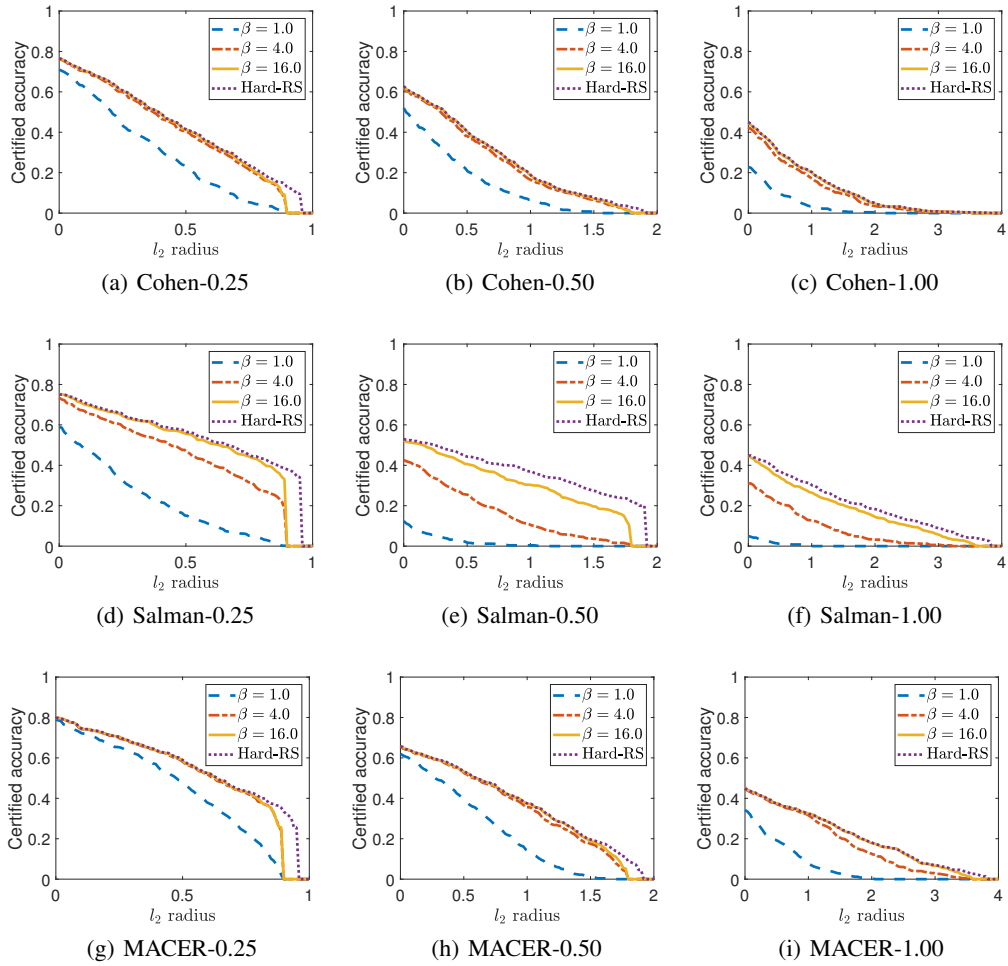 1
0.8
0.6
0.4
0.2
0
Certified accuracy
β = 1.0
β = 4.0
β = 16.0
Hard-RS
0 0.5 1
l₂ radius
(a) Cohen-0.25
1
0.8
0.6
0.4
0.2
0
Certified accuracy
β = 1.0
β = 4.0
β = 16.0
Hard-RS
0 0.5 1 1.5 2
l₂ radius
(b) Cohen-0.50
1
0.8
0.6
0.4
0.2
0
Certified accuracy
β = 1.0
β = 4.0
β = 16.0
Hard-RS
0 1 2 3 4
l₂ radius
(c) Cohen-1.00
1
0.8
0.6
0.4
0.2
0
Certified accuracy
β = 1.0
β = 4.0
β = 16.0
Hard-RS
0 0.5 1
l₂ radius
(d) Salman-0.25
1
0.8
0.6
0.4
0.2
0
Certified accuracy
β = 1.0
β = 4.0
β = 16.0
Hard-RS
0 0.5 1 1.5 2
l₂ radius
(e) Salman-0.50
1
0.8
0.6
0.4
0.2
0
Certified accuracy
β = 1.0
β = 4.0
β = 16.0
Hard-RS
0 1 2 3 4
l₂ radius
(f) Salman-1.00
1
0.8
0.6
0.4
0.2
0
Certified accuracy
β = 1.0
β = 4.0
β = 16.0
Hard-RS
0 0.5 1
l₂ radius
(g) MACER-0.25
1
0.8
0.6
0.4
0.2
0
Certified accuracy
β = 1.0
β = 4.0
β = 16.0
Hard-RS
0 0.5 1 1.5 2
l₂ radius
(h) MACER-0.50
1
0.8
0.6
0.4
0.2
0
Certified accuracy
β = 1.0
β = 4.0
β = 16.0
Hard-RS
0 1 2 3 4
l₂ radius
(i) MACER-1.00